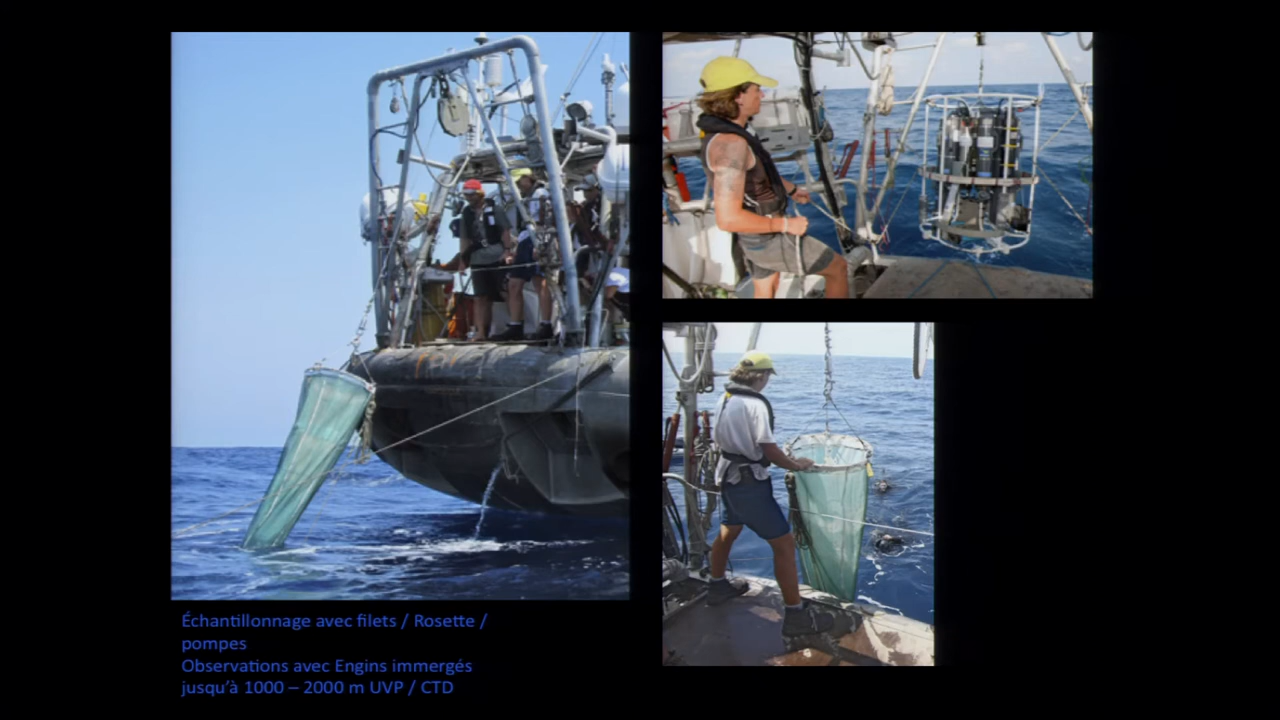 Échantillonnage avec filets / Rosette /
pompes
Observations avec Engins immergés
jusqu’à 1000 – 2000 m UVP / CTD